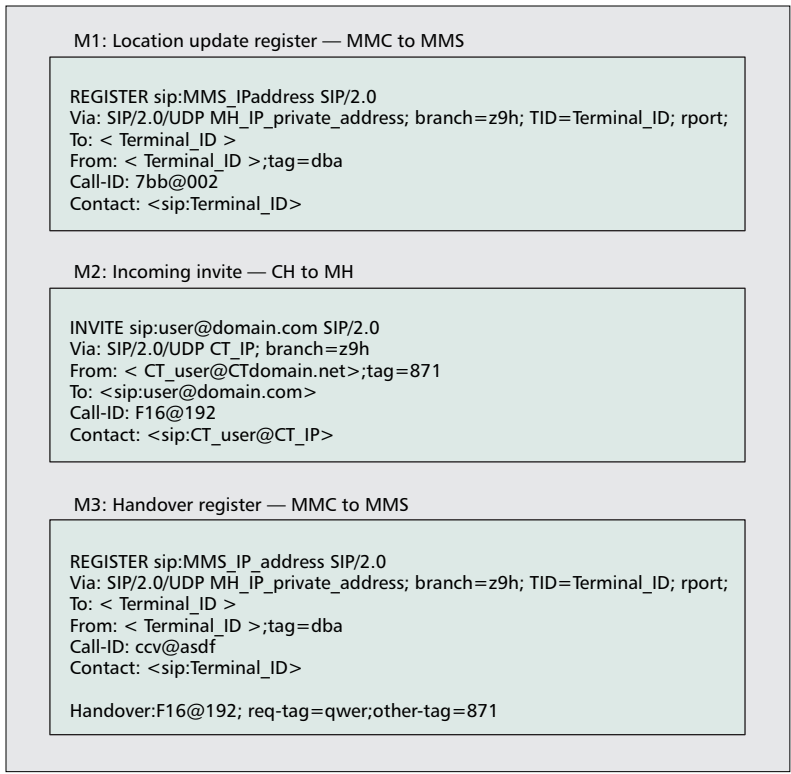 M1: Location update register — MMC to MMS
REGISTER sip:MMS_IPaddress SIP/2.0
Via: SIP/2.0/UDP MH_IP_private_address; branch=z9h; TID=Terminal_ID; rport;
To: < Terminal_ID >
From: < Terminal_ID >;tag=dba
Call-ID: 7bb@002
Contact: <sip:Terminal_ID>
M2: Incoming invite — CH to MH
INVITE sip:user@domain.com SIP/2.0
Via: SIP/2.0/UDP CT_IP; branch=z9h
From: < CT_user@CTdomain.net>;tag=871
To: <sip:user@domain.com>
Call-ID: F16@192
Contact: <sip:CT_user@CT_IP>
M3: Handover register — MMC to MMS
REGISTER sip:MMS_IP_address SIP/2.0
Via: SIP/2.0/UDP MH_IP_private_address; branch=z9h; TID=Terminal_ID; rport;
To: < Terminal_ID >
From: < Terminal_ID >;tag=dba
Call-ID: ccv@asdf
Contact: <sip:Terminal_ID>
Handover:F16@192; req-tag=qwer;other-tag=871